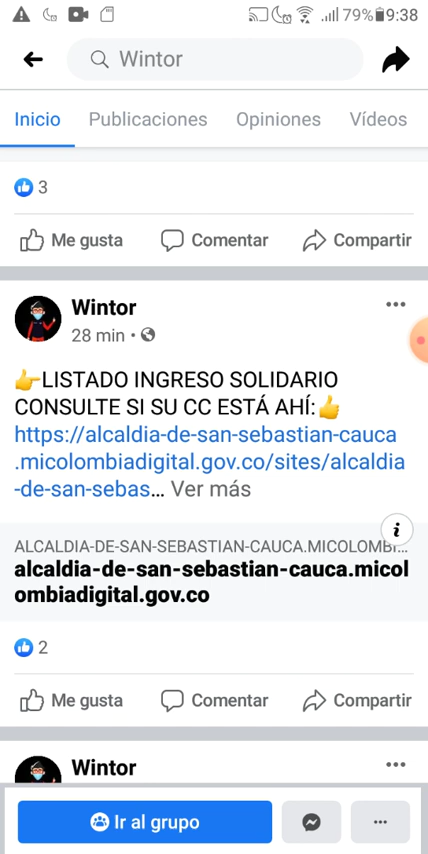 79% 9:38
Wintor
Inicio Publicaciones Opiniones Vídeos
3
Me gusta Comentar Compartir
Wintor
28 min •
👉LISTADO INGRESO SOLIDARIO
CONSULTE SI SU CC ESTÁ AHÍ:👍
https://alcaldia-de-san-sebastian-cauca
.micolombiadigital.gov.co/sites/alcaldia
-de-san-sebas... Ver más
i
ALCALDIA-DE-SAN-SEBASTIAN-CAUCA.MICOLOMBI...
alcaldia-de-san-sebastian-cauca.micol
ombiadigital.gov.co
2
Me gusta Comentar Compartir
Wintor
Ir al grupo